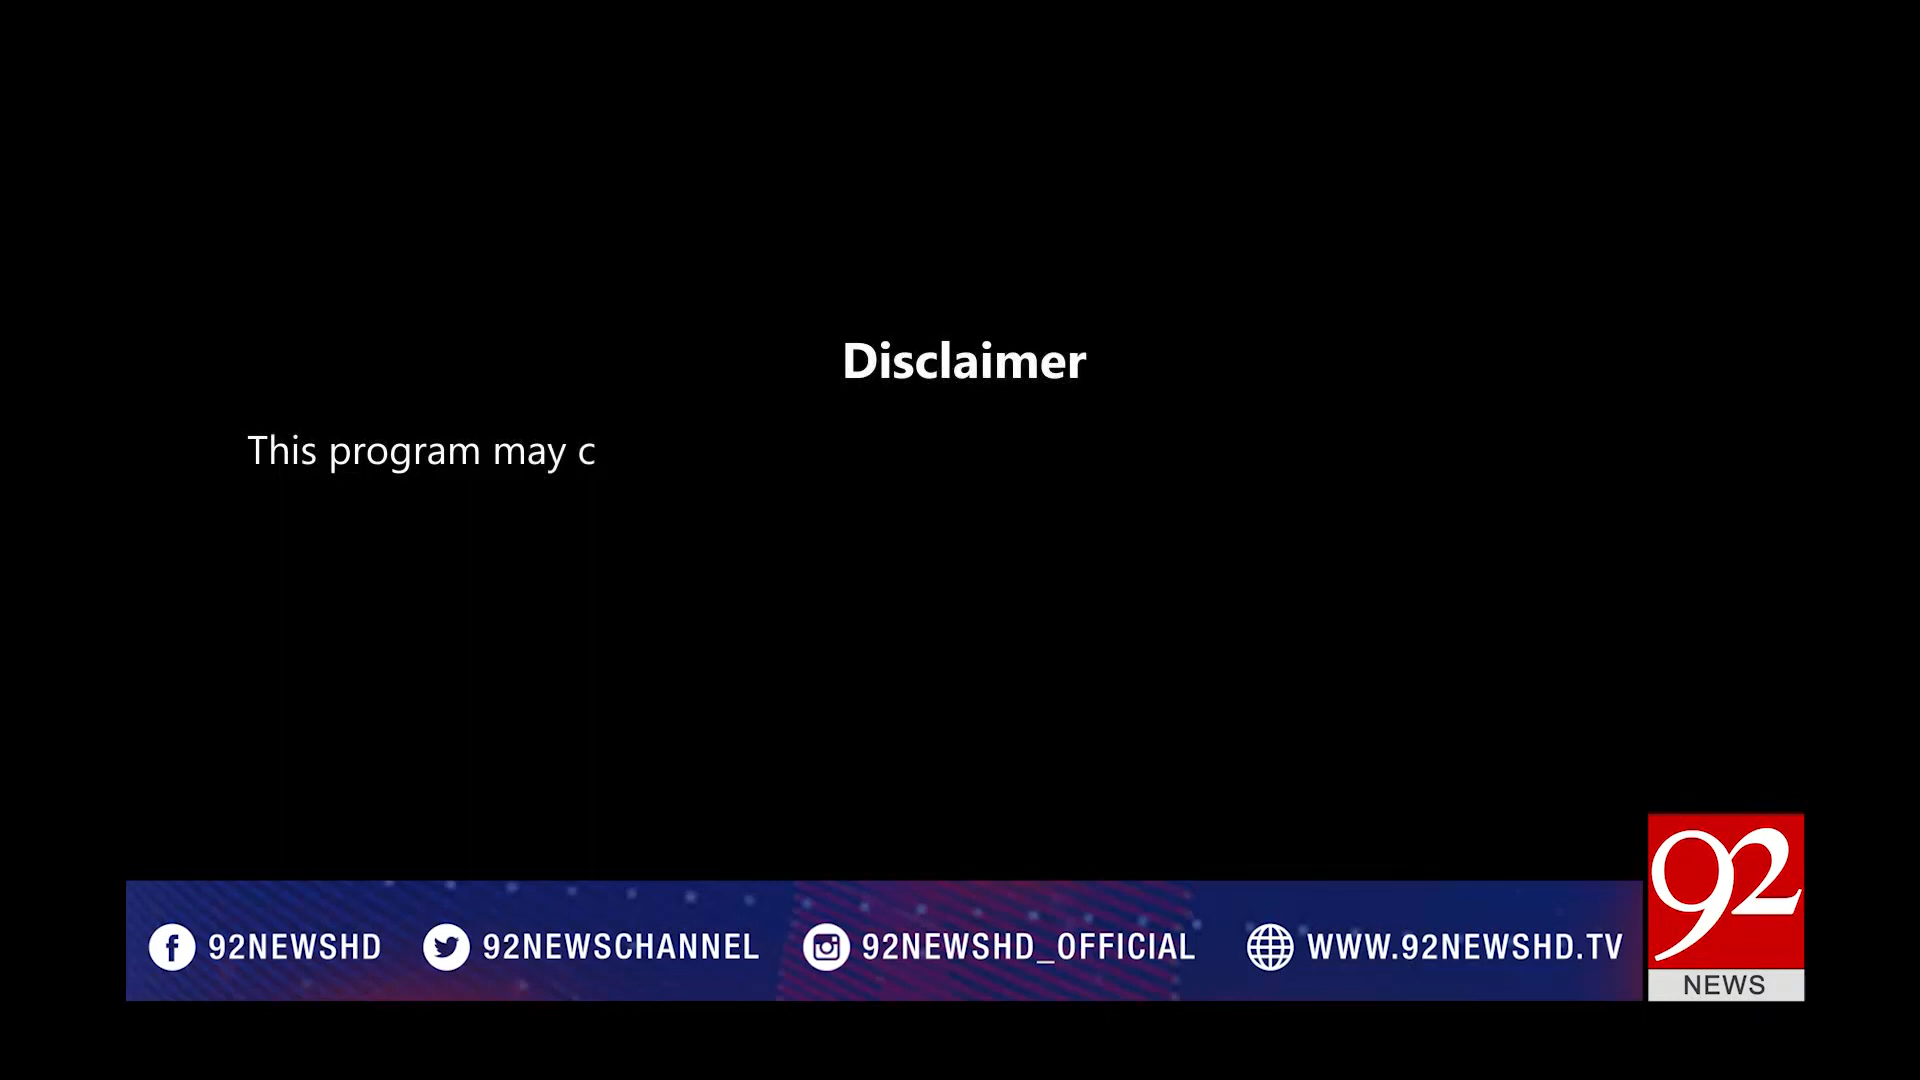 Disclaimer
This program may c
92NEWSHD 92NEWSCHANNEL 92NEWSHD_OFFICIAL WWW.92NEWSHD.TV
92
NEWS